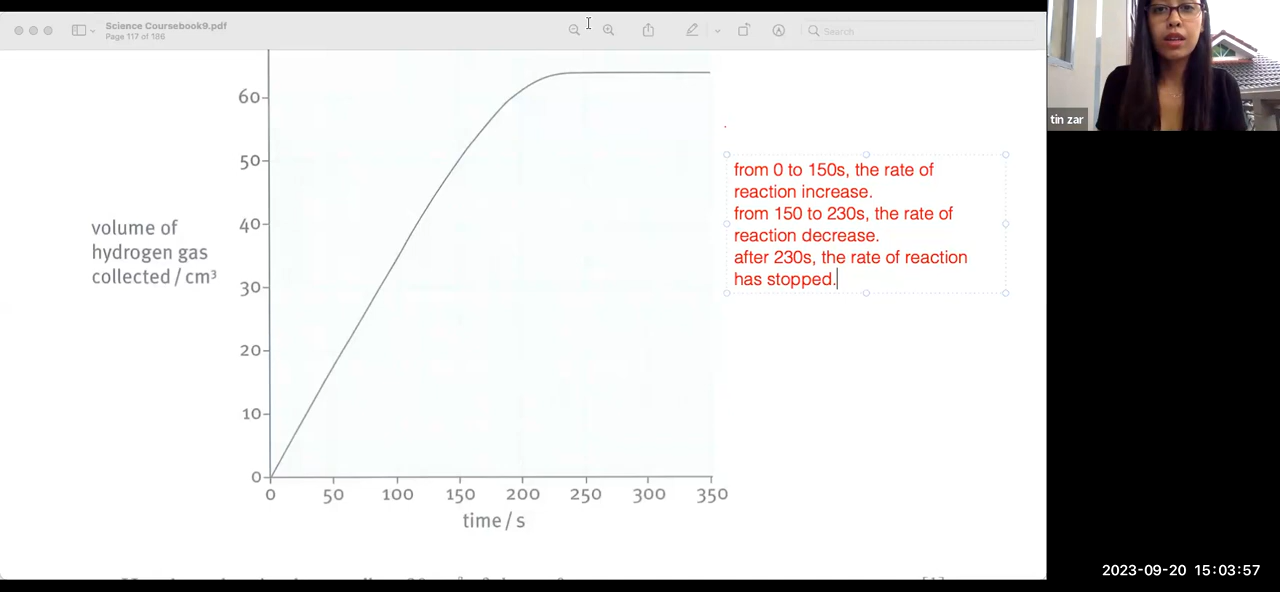 Science Coursebook9.pdf
Page 117 of 186
Search
tin zar
60
50
40
30
20
10
0
volume of
hydrogen gas
collected / cm³
0 50 100 150 200 250 300 350
time / s
from 0 to 150s, the rate of
reaction increase.
from 150 to 230s, the rate of
reaction decrease.
after 230s, the rate of reaction
has stopped.
2023-09-20 15:03:57